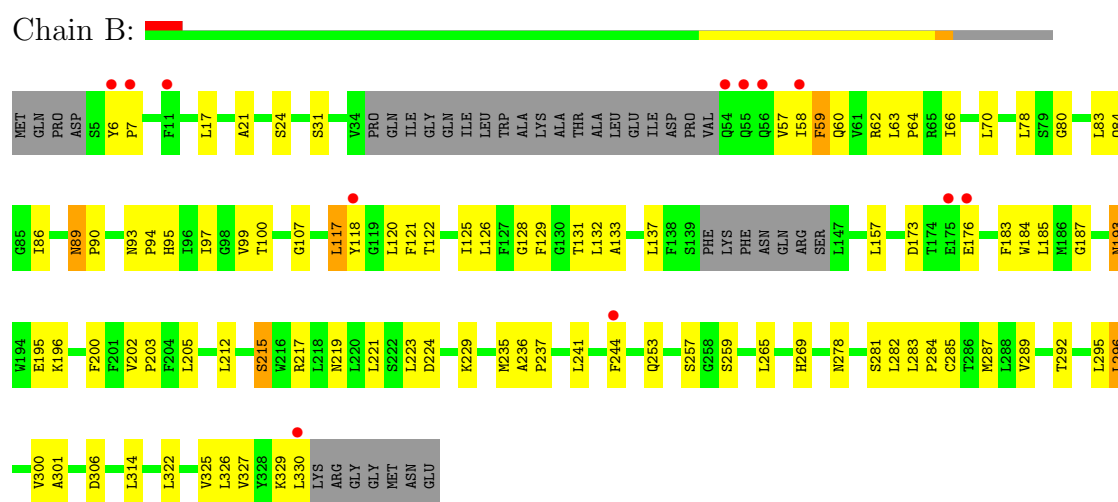 Chain B:
MET GLN PRO ASP S5 Y6 P7 F11 L17 A21 S24 S31 V34 PRO GLN ILE GLY GLN ILE LEU TRP ALA LYS ALA THR ALA LEU GLU ILE ASP PRO VAL Q54 Q55 Q56 V57 I58 F59 Q60 V61 R62 L63 P64 R65 I66 L70 L78 S79 G80 L83 Q84
G85 I86 N89 P90 N93 P94 H95 I96 I97 G98 V99 T100 G107 L117 Y118 G119 L120 F121 T122 I125 L126 F127 G128 F129 G130 T131 L132 A133 L137 F138 S139 PHE LYS PHE ASN GLN ARG SER L147 L157 D173 T174 E175 E176 F183 W184 L185 M186 G187 N193
W194 E195 K196 F200 F201 V202 P203 F204 L205 L212 S215 W216 R217 L218 N219 L220 L221 S222 L223 D224 K229 M235 A236 P237 L241 F244 Q253 S257 G258 S259 L265 H269 N278 S281 L282 L283 P284 C285 T286 M287 L288 V289 T292 L295 L296
V300 A301 D306 L314 L322 V325 L326 V327 Y328 K329 L330 LYS ARG GLY GLY MET ASN GLU